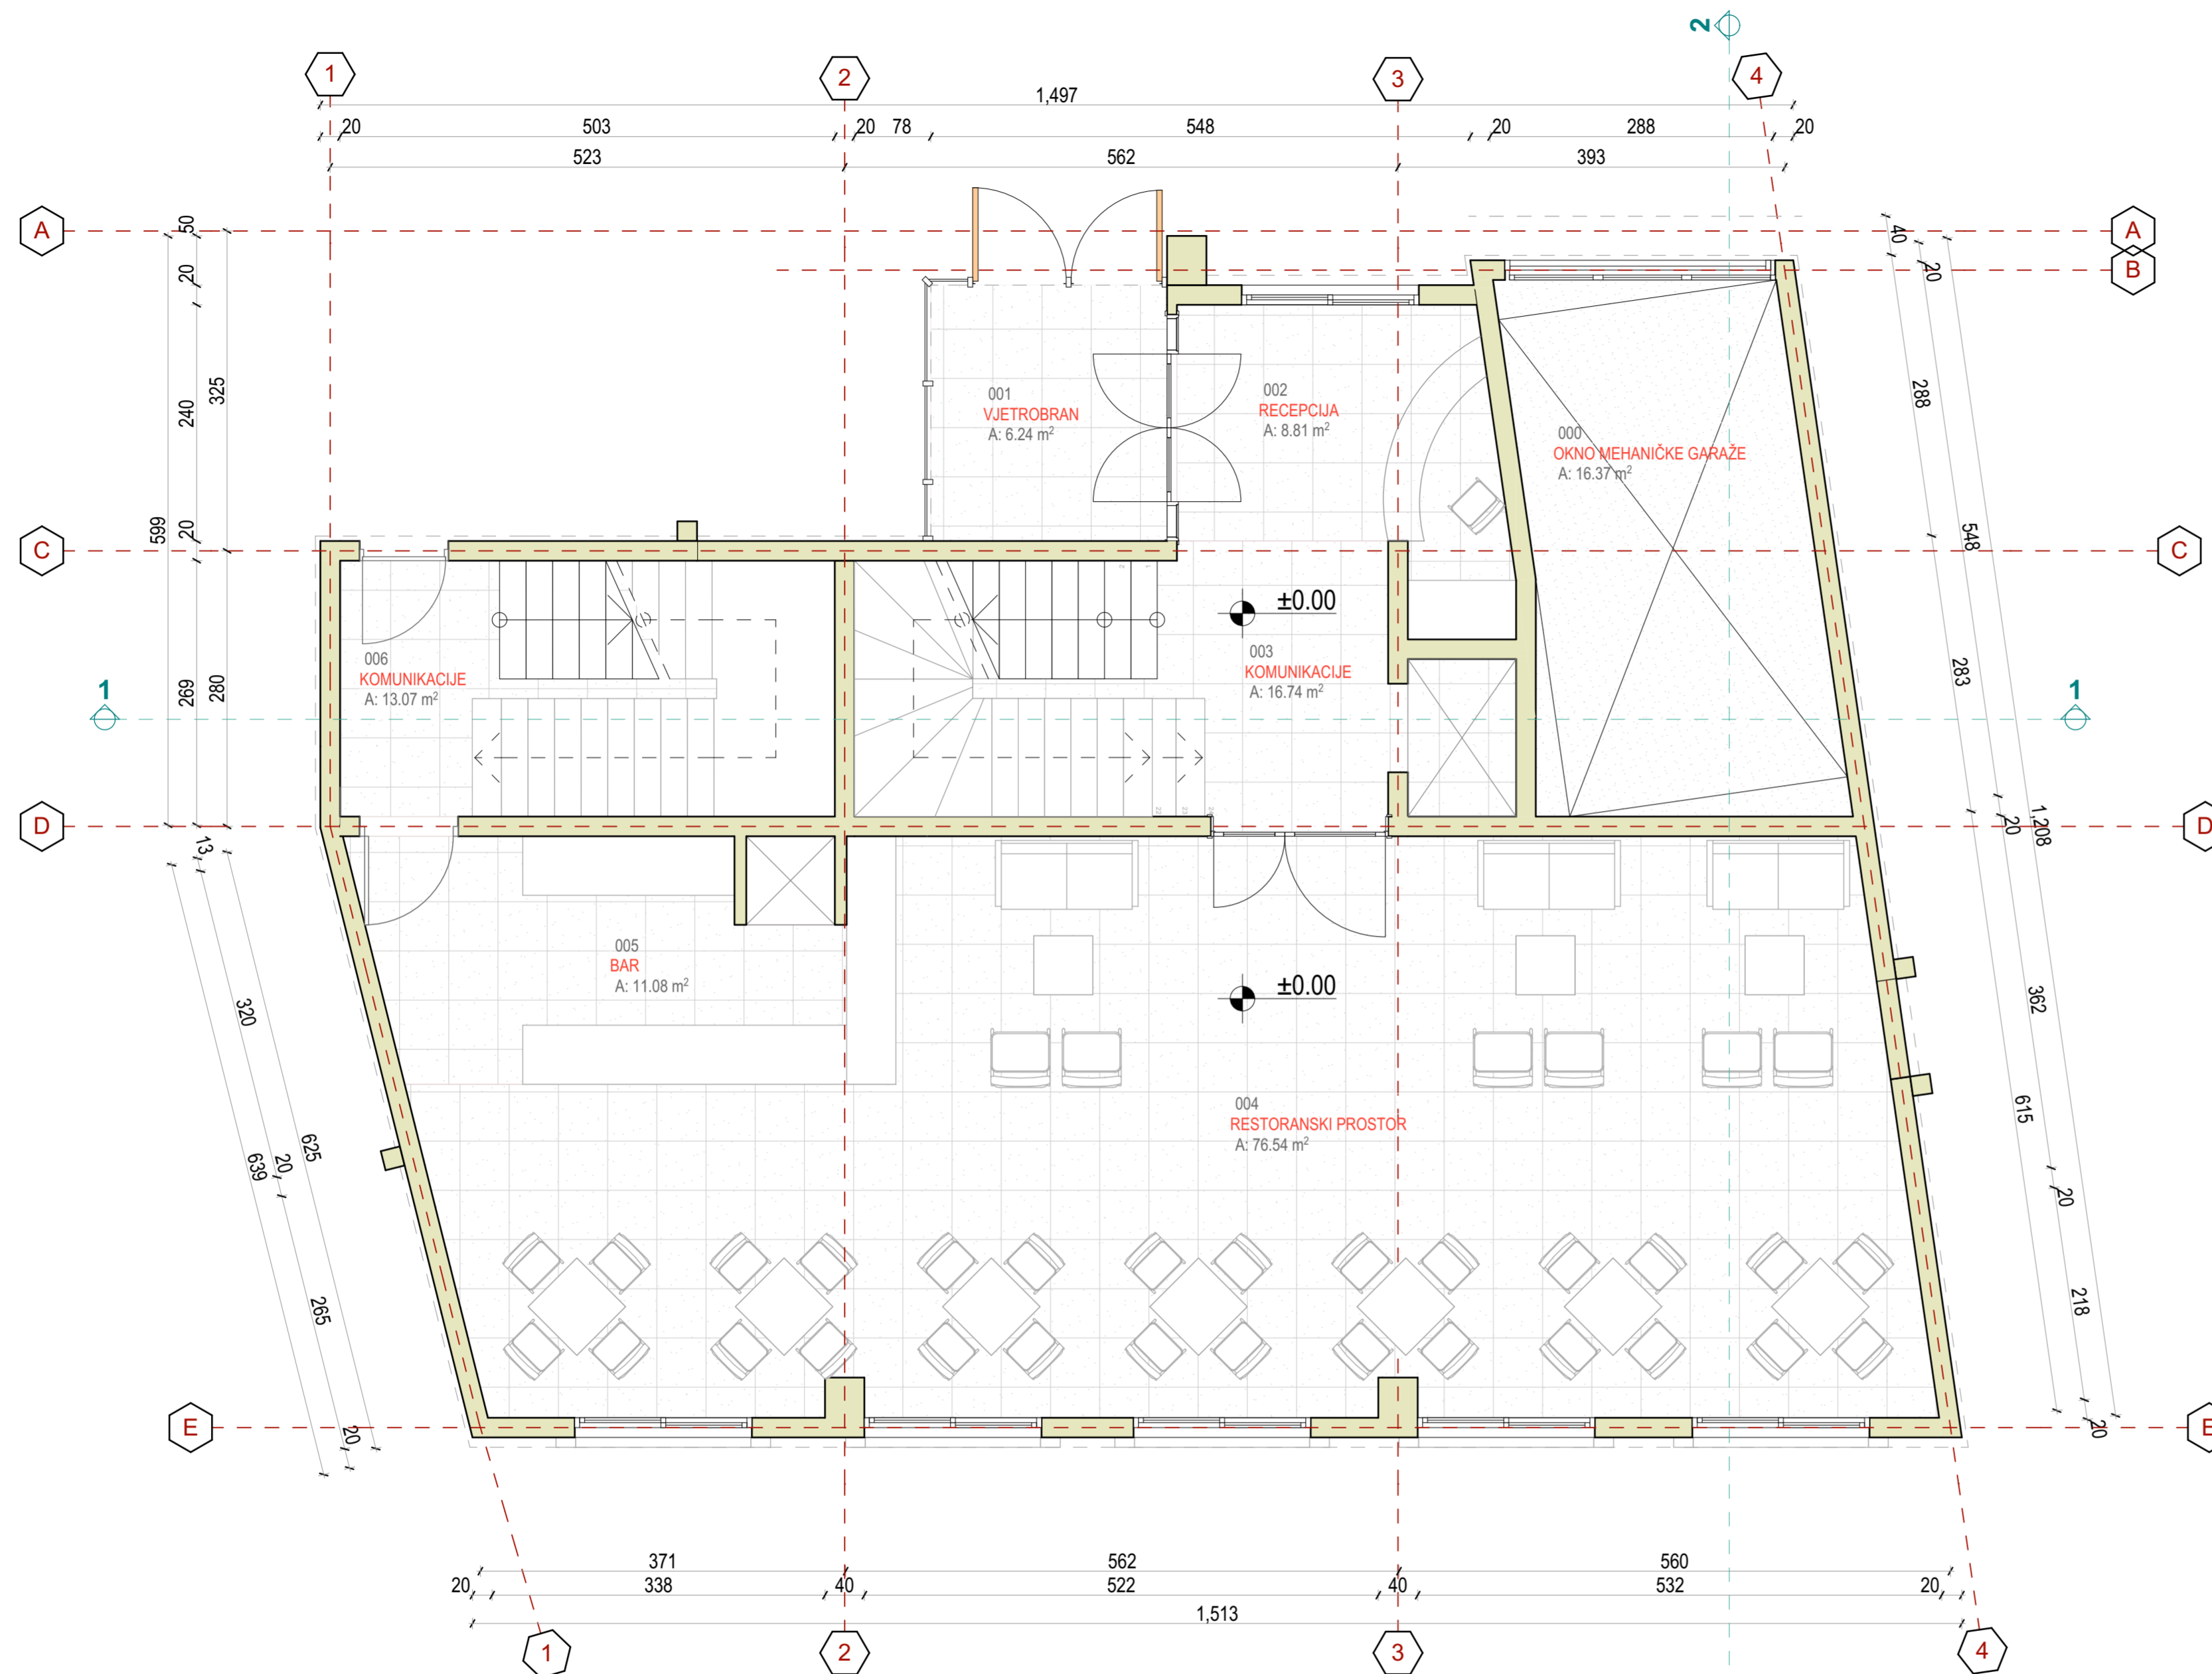 2
1
2
3
4
1,497
20 503 20 78 548 20 288 20
523 562 393
A
A
B
50
20
240
325
20
599
269
280
40
20
288
548
283
1,208
20
001
VJETROBRAN
A: 6.24 m²
002
RECEPCIJA
A: 8.81 m²
000
OKNO MEHANIČKE GARAŽE
A: 16.37 m²
C
C
±0.00
006
KOMUNIKACIJE
A: 13.07 m²
003
KOMUNIKACIJE
A: 16.74 m²
1
1
D
D
13
320
625
20
639
265
20
005
BAR
A: 11.08 m²
±0.00
004
RESTORANSKI PROSTOR
A: 76.54 m²
362
615
20
218
20
E
E
371 562 560
20 338 40 522 40 532 20
1,513
1
2
3
4